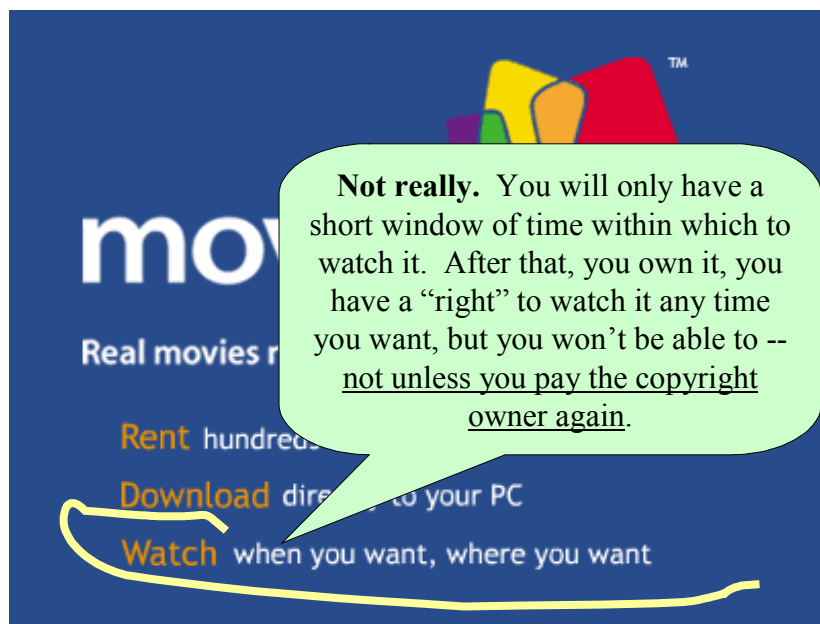 TM
mov
Not really. You will only have a
short window of time within which to
watch it. After that, you own it, you
have a “right” to watch it any time
you want, but you won’t be able to --
not unless you pay the copyright
owner again.
Real movies r
Rent hundreds
Download to your PC
Watch when you want, where you want